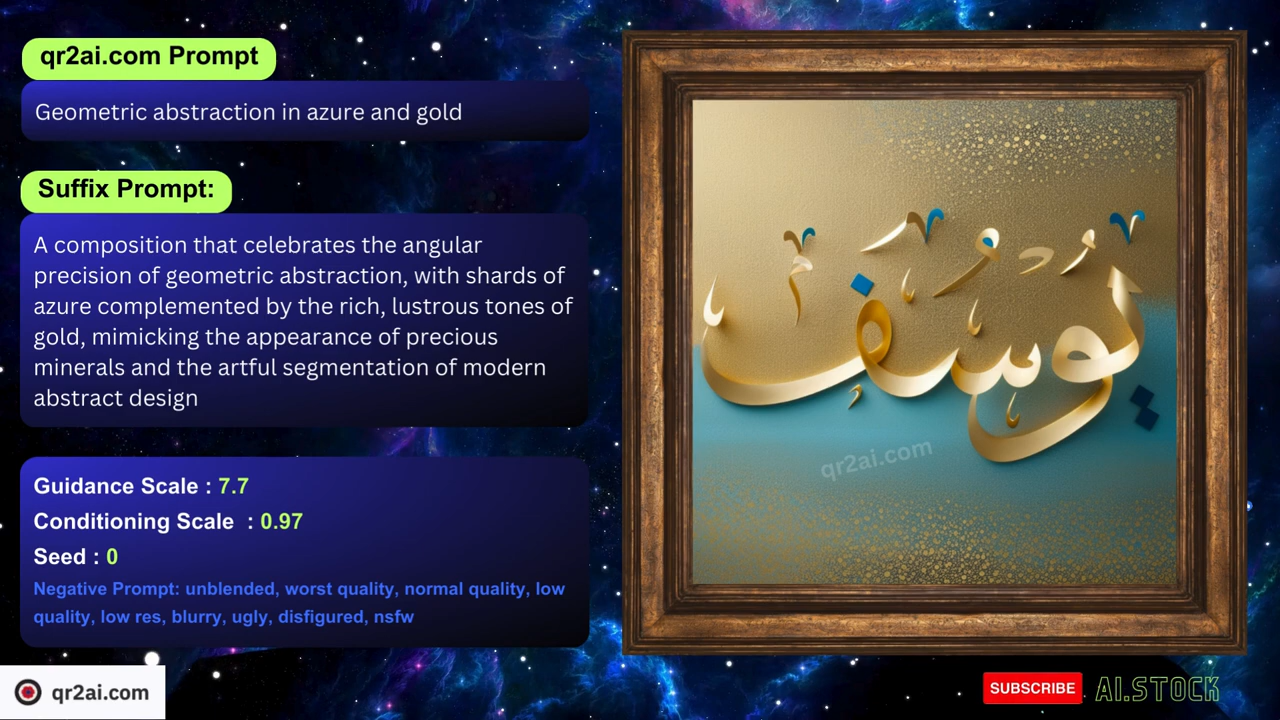 qr2ai.com Prompt
Geometric abstraction in azure and gold
Suffix Prompt:
A composition that celebrates the angular
precision of geometric abstraction, with shards of
azure complemented by the rich, lustrous tones of
gold, mimicking the appearance of precious
minerals and the artful segmentation of modern
abstract design
Guidance Scale : 7.7
Conditioning Scale : 0.97
Seed : 0
Negative Prompt: unblended, worst quality, normal quality, low
quality, low res, blurry, ugly, disfigured, nsfw
qr2ai.com
يوسف
qr2ai.com
SUBSCRIBE
AI.STOCK